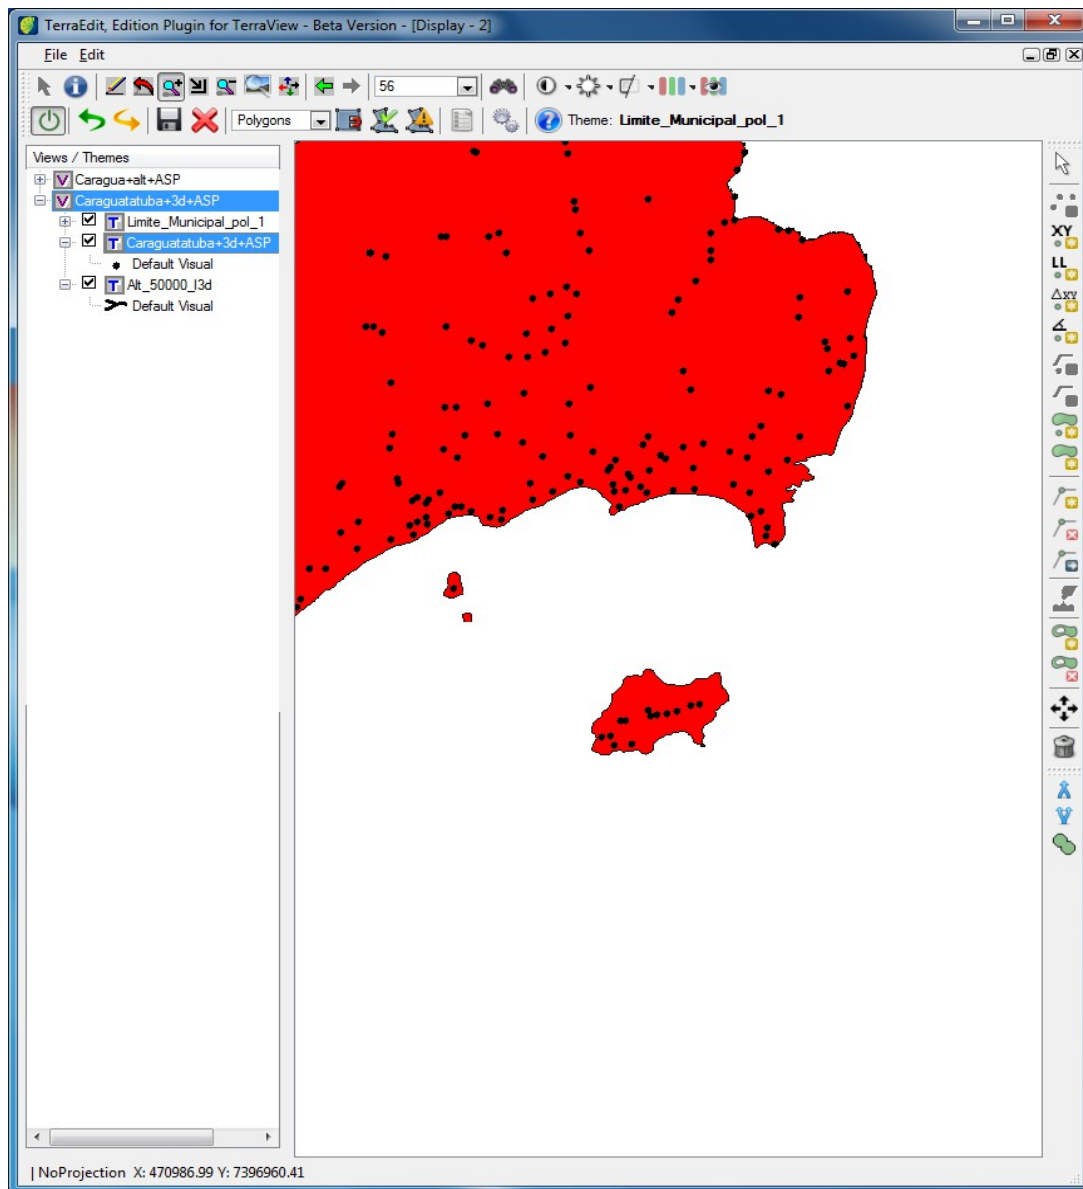 TerraEdit, Edition Plugin for TerraView - Beta Version - [Display - 2]
File Edit
56
Polygons Theme: Limite_Municipal_pol_1
Views / Themes
V Caragua+alt+ASP
V Caraguatatuba+3d+ASP
T Limite_Municipal_pol_1
T Caraguatatuba+3d+ASP
Default Visual
T Alt_50000_l3d
Default Visual
XY
LL
ΔXY
| NoProjection X: 470986.99 Y: 7396960.41